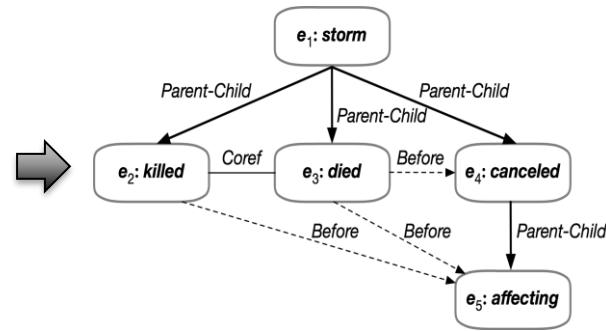 e1: storm
Parent-Child
Parent-Child
Parent-Child
e2: killed
Coref
e3: died
Before
e4: canceled
Before
Before
Parent-Child
e5: affecting